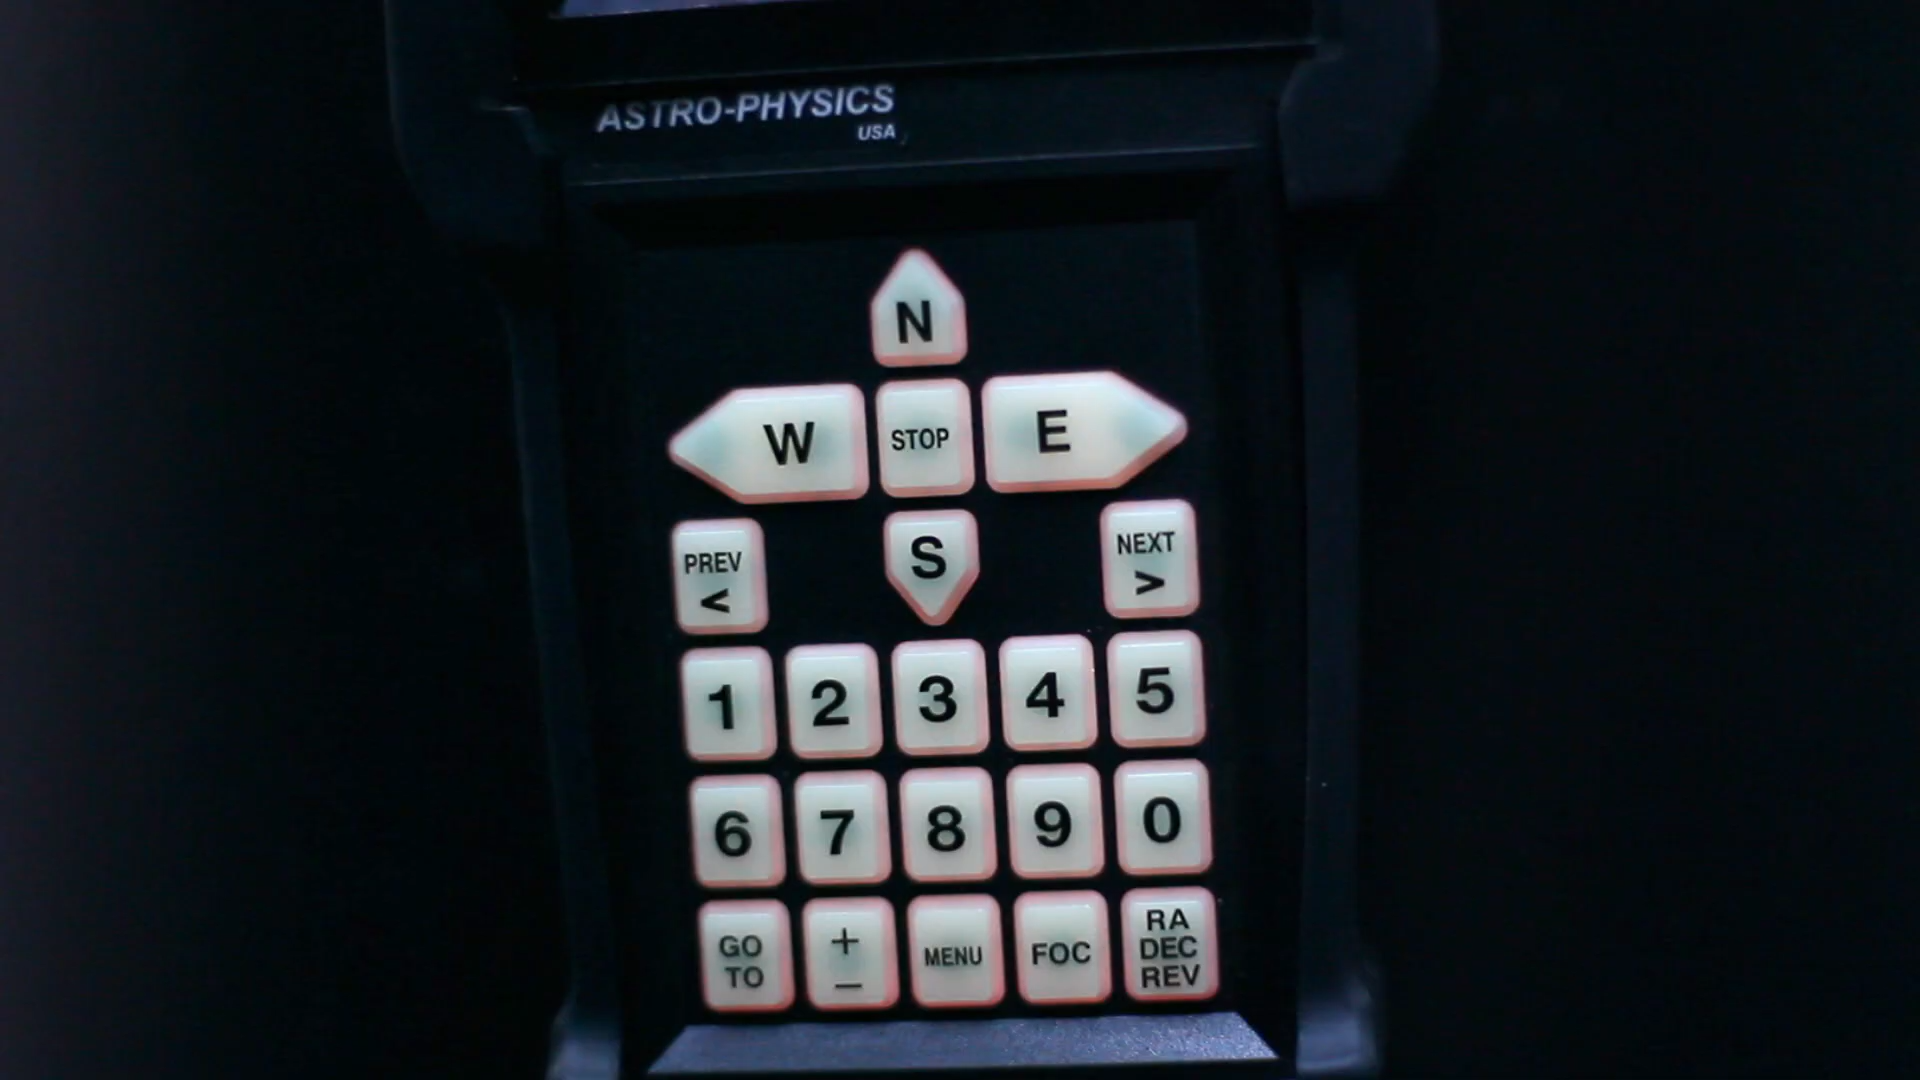 ASTRO-PHYSICS
USA
N
W STOP E
PREV
<
S
NEXT
>
1 2 3 4 5
6 7 8 9 0
GO
TO
+
–
MENU
FOC
RA
DEC
REV